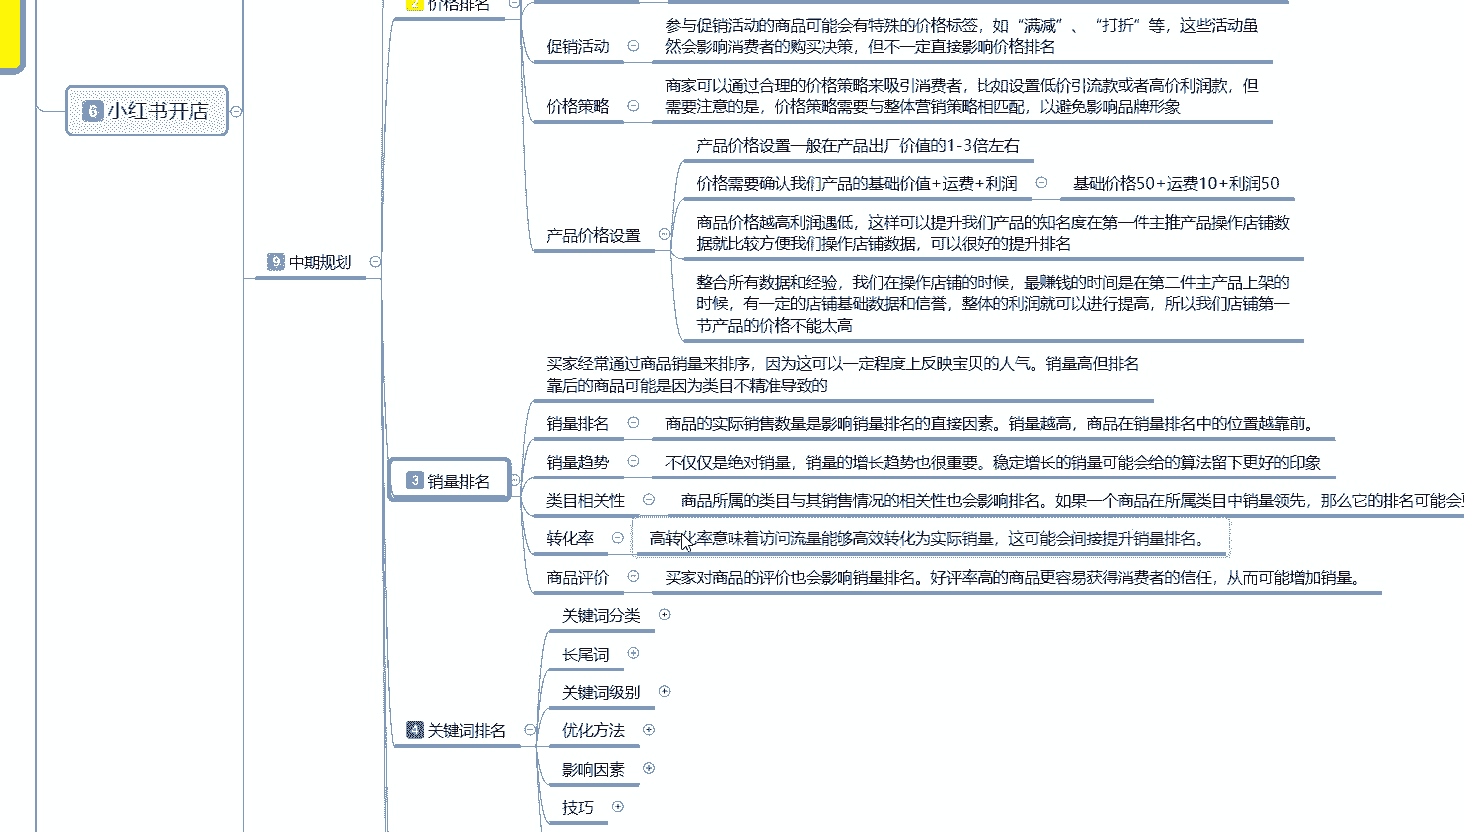 2 价格排名
促销活动
参与促销活动的商品可能会有特殊的价格标签，如“满减”、“打折”等，这些活动虽
然会影响消费者的购买决策，但不一定直接影响价格排名
价格策略
商家可以通过合理的价格策略来吸引消费者，比如设置低价引流款或者高价利润款，但
需要注意的是，价格策略需要与整体营销策略相匹配，以避免影响品牌形象
6 小红书开店
产品价格设置
产品价格设置一般在产品出厂价值的1-3倍左右
价格需要确认我们产品的基础价值+运费+利润
基础价格50+运费10+利润50
商品价格越高利润遇低，这样可以提升我们产品的知名度在第一件主推产品操作店铺数
据就比较方便我们操作店铺数据，可以很好的提升排名
整合所有数据和经验，我们在操作店铺的时候，最赚钱的时间是在第二件主产品上架的
时候，有一定的店铺基础数据和信誉，整体的利润就可以进行提高，所以我们店铺第一
节产品的价格不能太高
9 中期规划
3 销量排名
买家经常通过商品销量来排序，因为这可以一定程度上反映宝贝的人气。销量高但排名
靠后的商品可能是因为类目不精准导致的
销量排名
商品的实际销售数量是影响销量排名的直接因素。销量越高，商品在销量排名中的位置越靠前。
销量趋势
不仅仅是绝对销量，销量的增长趋势也很重要。稳定增长的销量可能会给的算法留下更好的印象
类目相关性
商品所属的类目与其销售情况的相关性也会影响排名。如果一个商品在所属类目中销量领先，那么它的排名可能会
转化率
高转化率意味着访问流量能够高效转化为实际销量，这可能会间接提升销量排名。
商品评价
买家对商品的评价也会影响销量排名。好评率高的商品更容易获得消费者的信任，从而可能增加销量。
4 关键词排名
关键词分类
长尾词
关键词级别
优化方法
影响因素
技巧